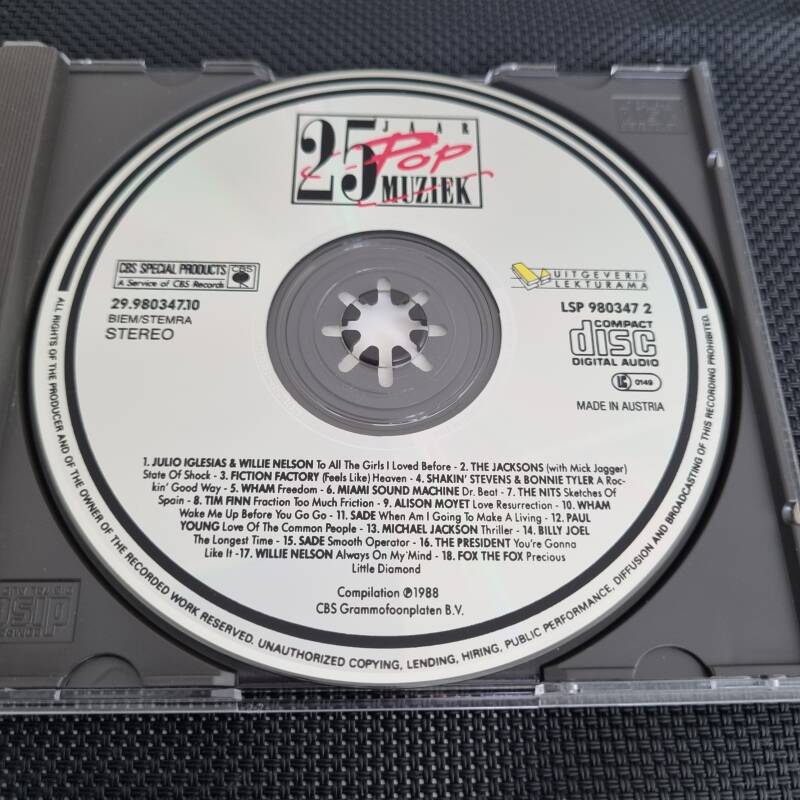 25 JAAR
Pop
MUZIEK
CBS SPECIAL PRODUCTS CBS
A Service of CBS Records
29.980347.10
BIEM/STEMRA
STEREO
UITGEVERIJ
LEKTURAMA
LSP 980347 2
COMPACT
disc
DIGITAL AUDIO
LC 0149
MADE IN AUSTRIA
1. JULIO IGLESIAS & WILLIE NELSON To All The Girls I Loved Before - 2. THE JACKSONS (with Mick Jagger)
State Of Shock - 3. FICTION FACTORY (Feels Like) Heaven - 4. SHAKIN' STEVENS & BONNIE TYLER A Roc-
kin' Good Way - 5. WHAM Freedom - 6. MIAMI SOUND MACHINE Dr. Beat - 7. THE NITS Sketches Of
Spain - 8. TIM FINN Fraction Too Much Friction - 9. ALISON MOYET Love Resurrection - 10. WHAM
Wake Me Up Before You Go Go - 11. SADE When Am I Going To Make A Living - 12. PAUL
YOUNG Love Of The Common People - 13. MICHAEL JACKSON Thriller - 14. BILLY JOEL
The Longest Time - 15. SADE Smooth Operator - 16. THE PRESIDENT You're Gonna
Like It -17. WILLIE NELSON Always On My Mind - 18. FOX THE FOX Precious
Little Diamond
Compilation ℗1988
CBS Grammofoonplaten B.V.
ALL RIGHTS OF THE PRODUCER AND OF THE OWNER OF THE RECORDED WORK RESERVED. UNAUTHORIZED COPYING, LENDING, HIRING, PUBLIC PERFORMANCE, DIFFUSION AND BROADCASTING OF THIS RECORDING PROHIBITED.
disc